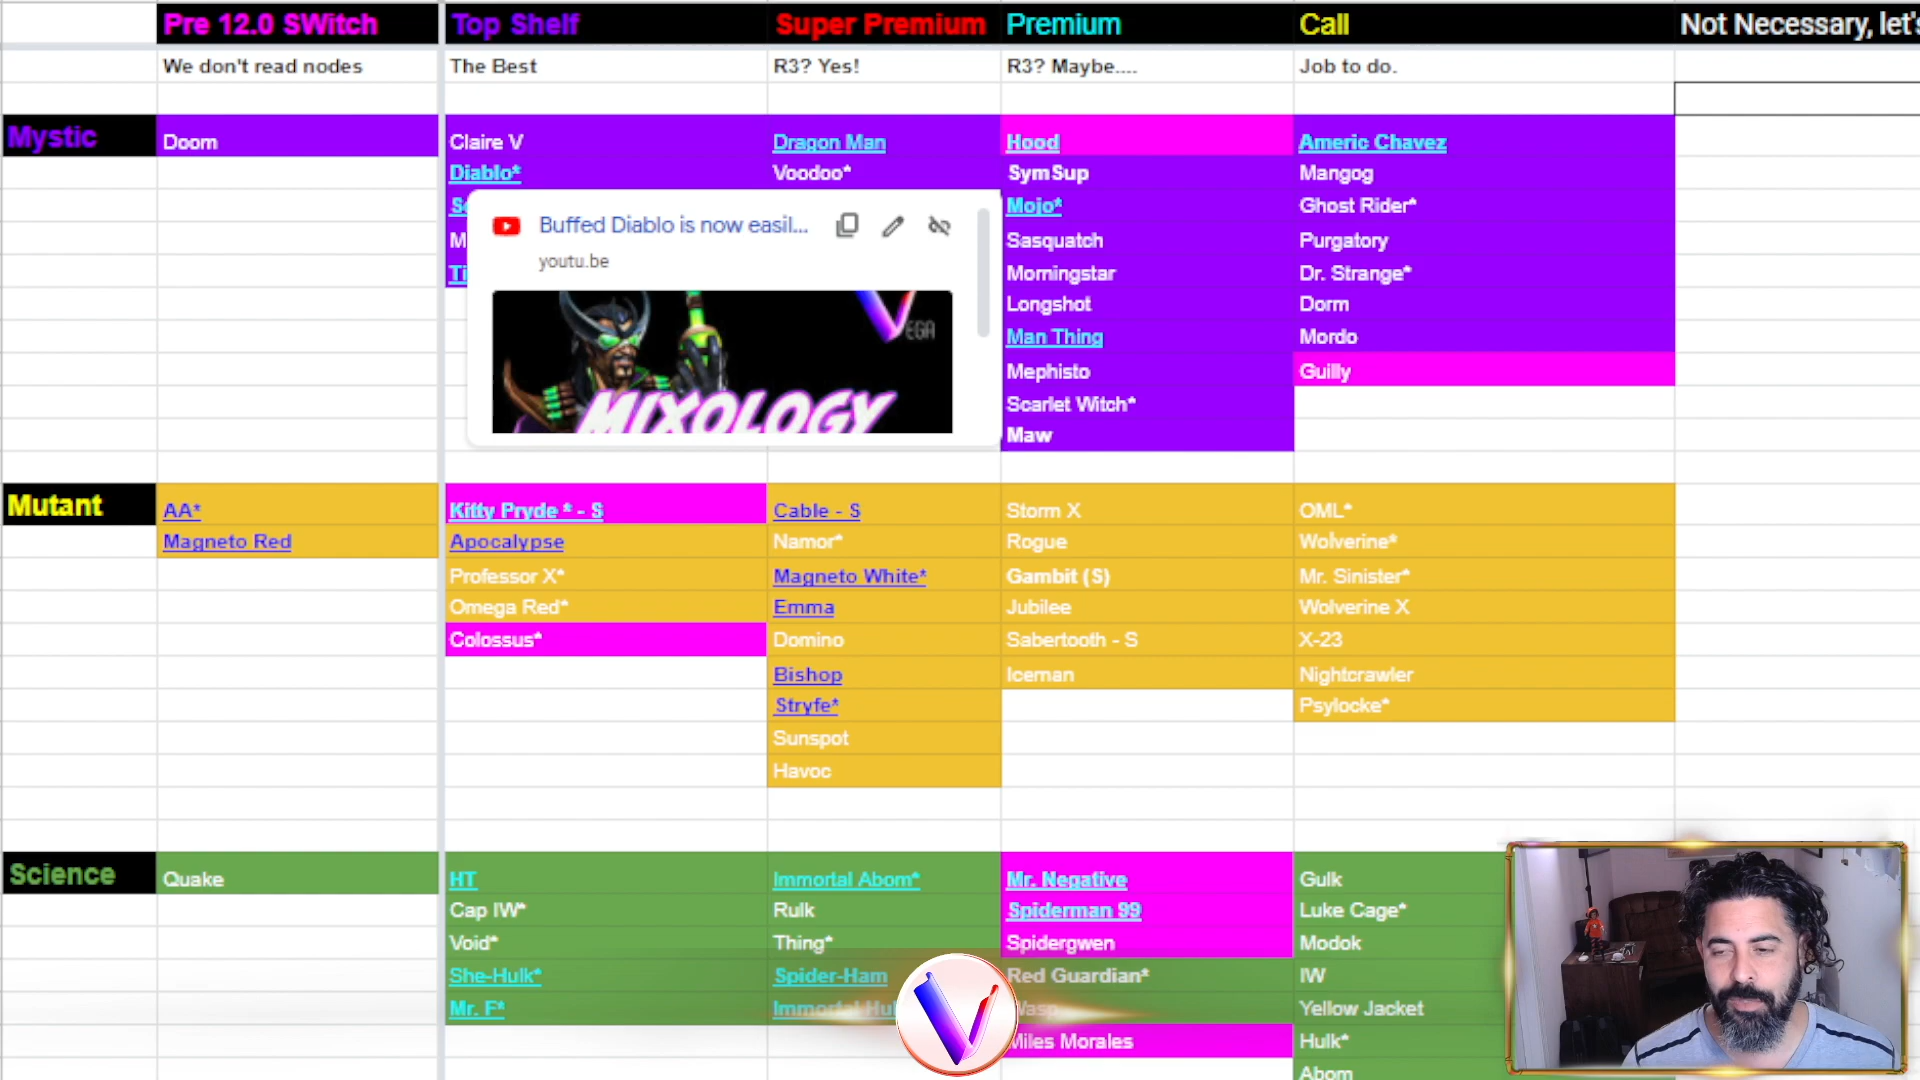 Pre 12.0 SWitch Top Shelf Super Premium Premium Call Not Necessary, let's
We don't read nodes The Best R3? Yes! R3? Maybe.... Job to do.
Mystic Doom Claire V Dragon Man Hood Americ Chavez
Diablo* Voodoo* SymSup Mangog
Mojo* Ghost Rider*
Buffed Diablo is now easil...
M Sasquatch Purgatory
youtu.be
Ti Morningstar Dr. Strange*
Longshot Dorm
VEGA
Man Thing Mordo
Mephisto Guilly
MIXOLOGY
Scarlet Witch*
Maw
Mutant AA* Kitty Pryde * - S Cable - S Storm X OML*
Magneto Red Apocalypse Namor* Rogue Wolverine*
Professor X* Magneto White* Gambit (S) Mr. Sinister*
Omega Red* Emma Jubilee Wolverine X
Colossus* Domino Sabertooth - S X-23
Bishop Iceman Nightcrawler
Stryfe* Psylocke*
Sunspot
Havoc
Science Quake HT Immortal Abom* Mr. Negative Gulk
Cap IW* Rulk Spiderman 99 Luke Cage*
Void* Thing* Spidergwen Modok
She-Hulk* Spider-Ham Red Guardian* IW
Mr. F* Immortal Hul Wasp Yellow Jacket
Miles Morales Hulk*
Abom